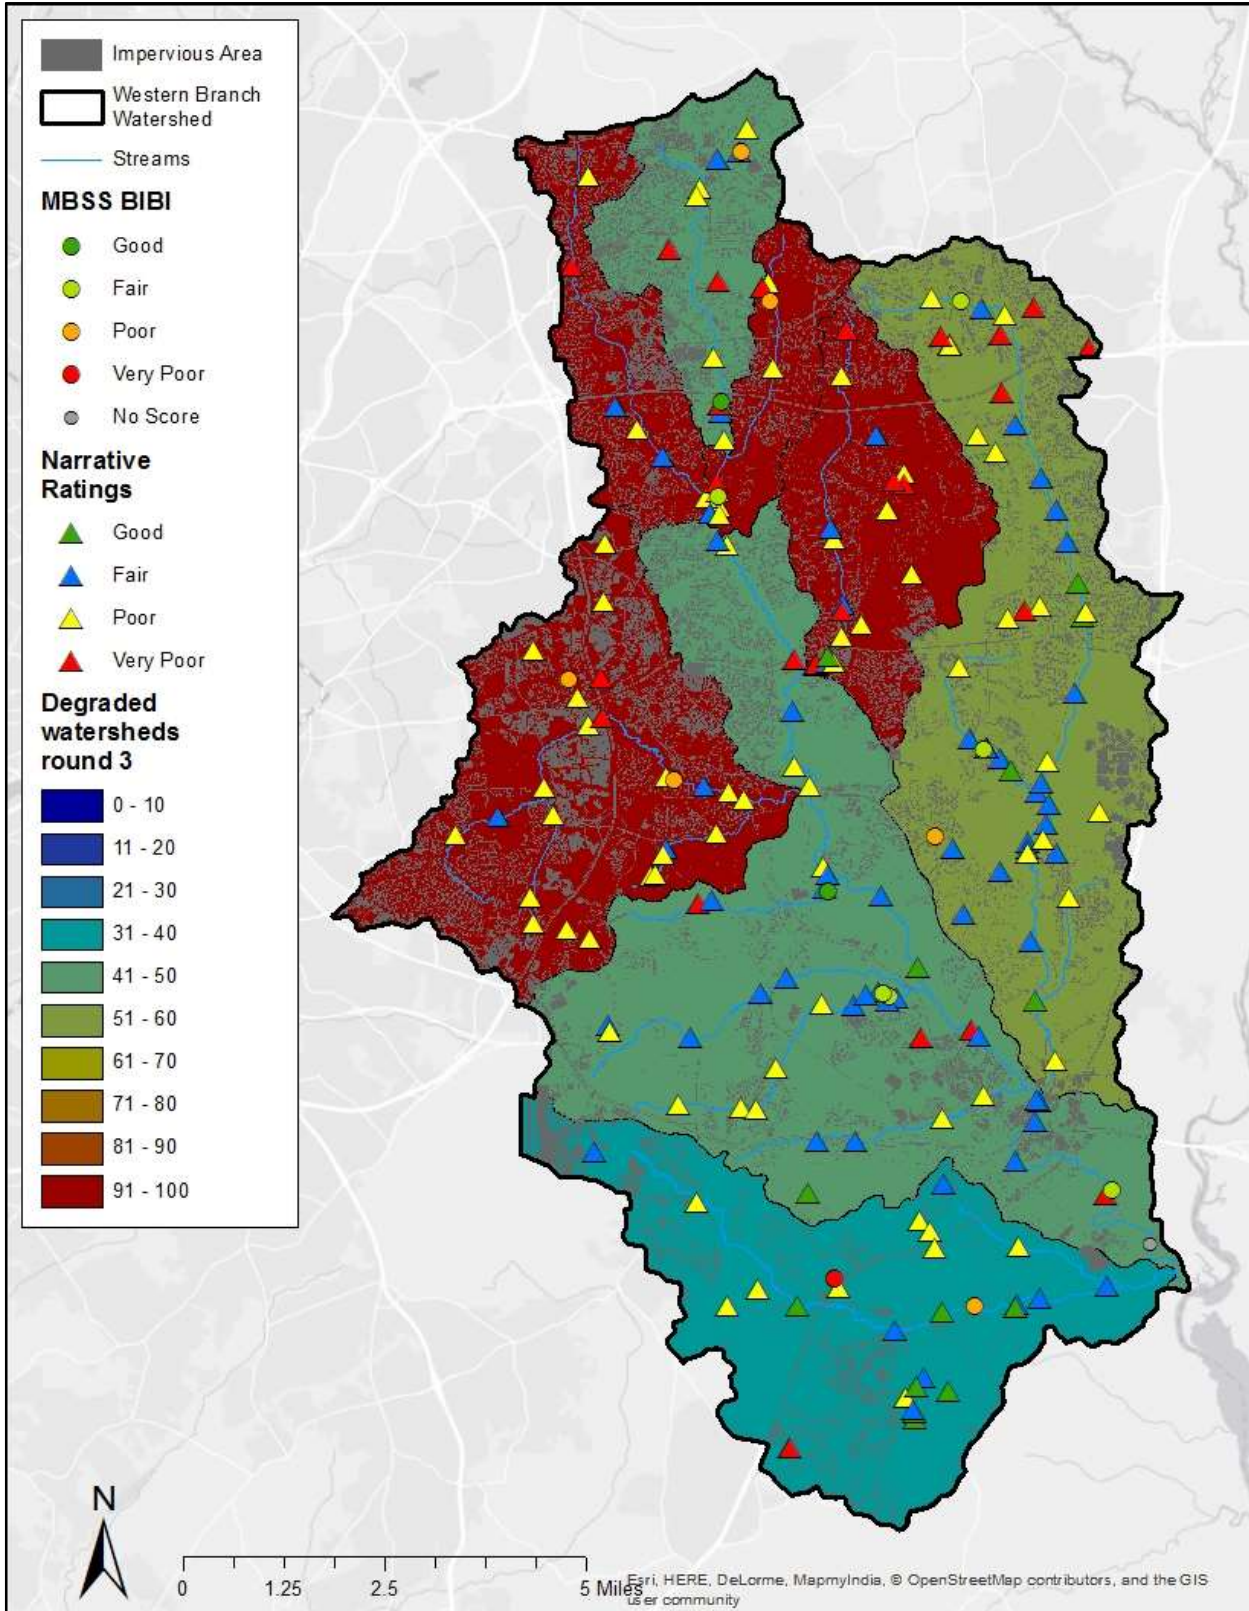 Impervious Area
Western Branch
Watershed
Streams
MBSS BIBI
Good
Fair
Poor
Very Poor
No Score
Narrative
Ratings
Good
Fair
Poor
Very Poor
Degraded
watersheds
round 3
0 - 10
11 - 20
21 - 30
31 - 40
41 - 50
51 - 60
61 - 70
71 - 80
81 - 90
91 - 100
N
0 1.25 2.5 5 Miles
Esri, HERE, DeLorme, MapmyIndia, © OpenStreetMap contributors, and the GIS
user community